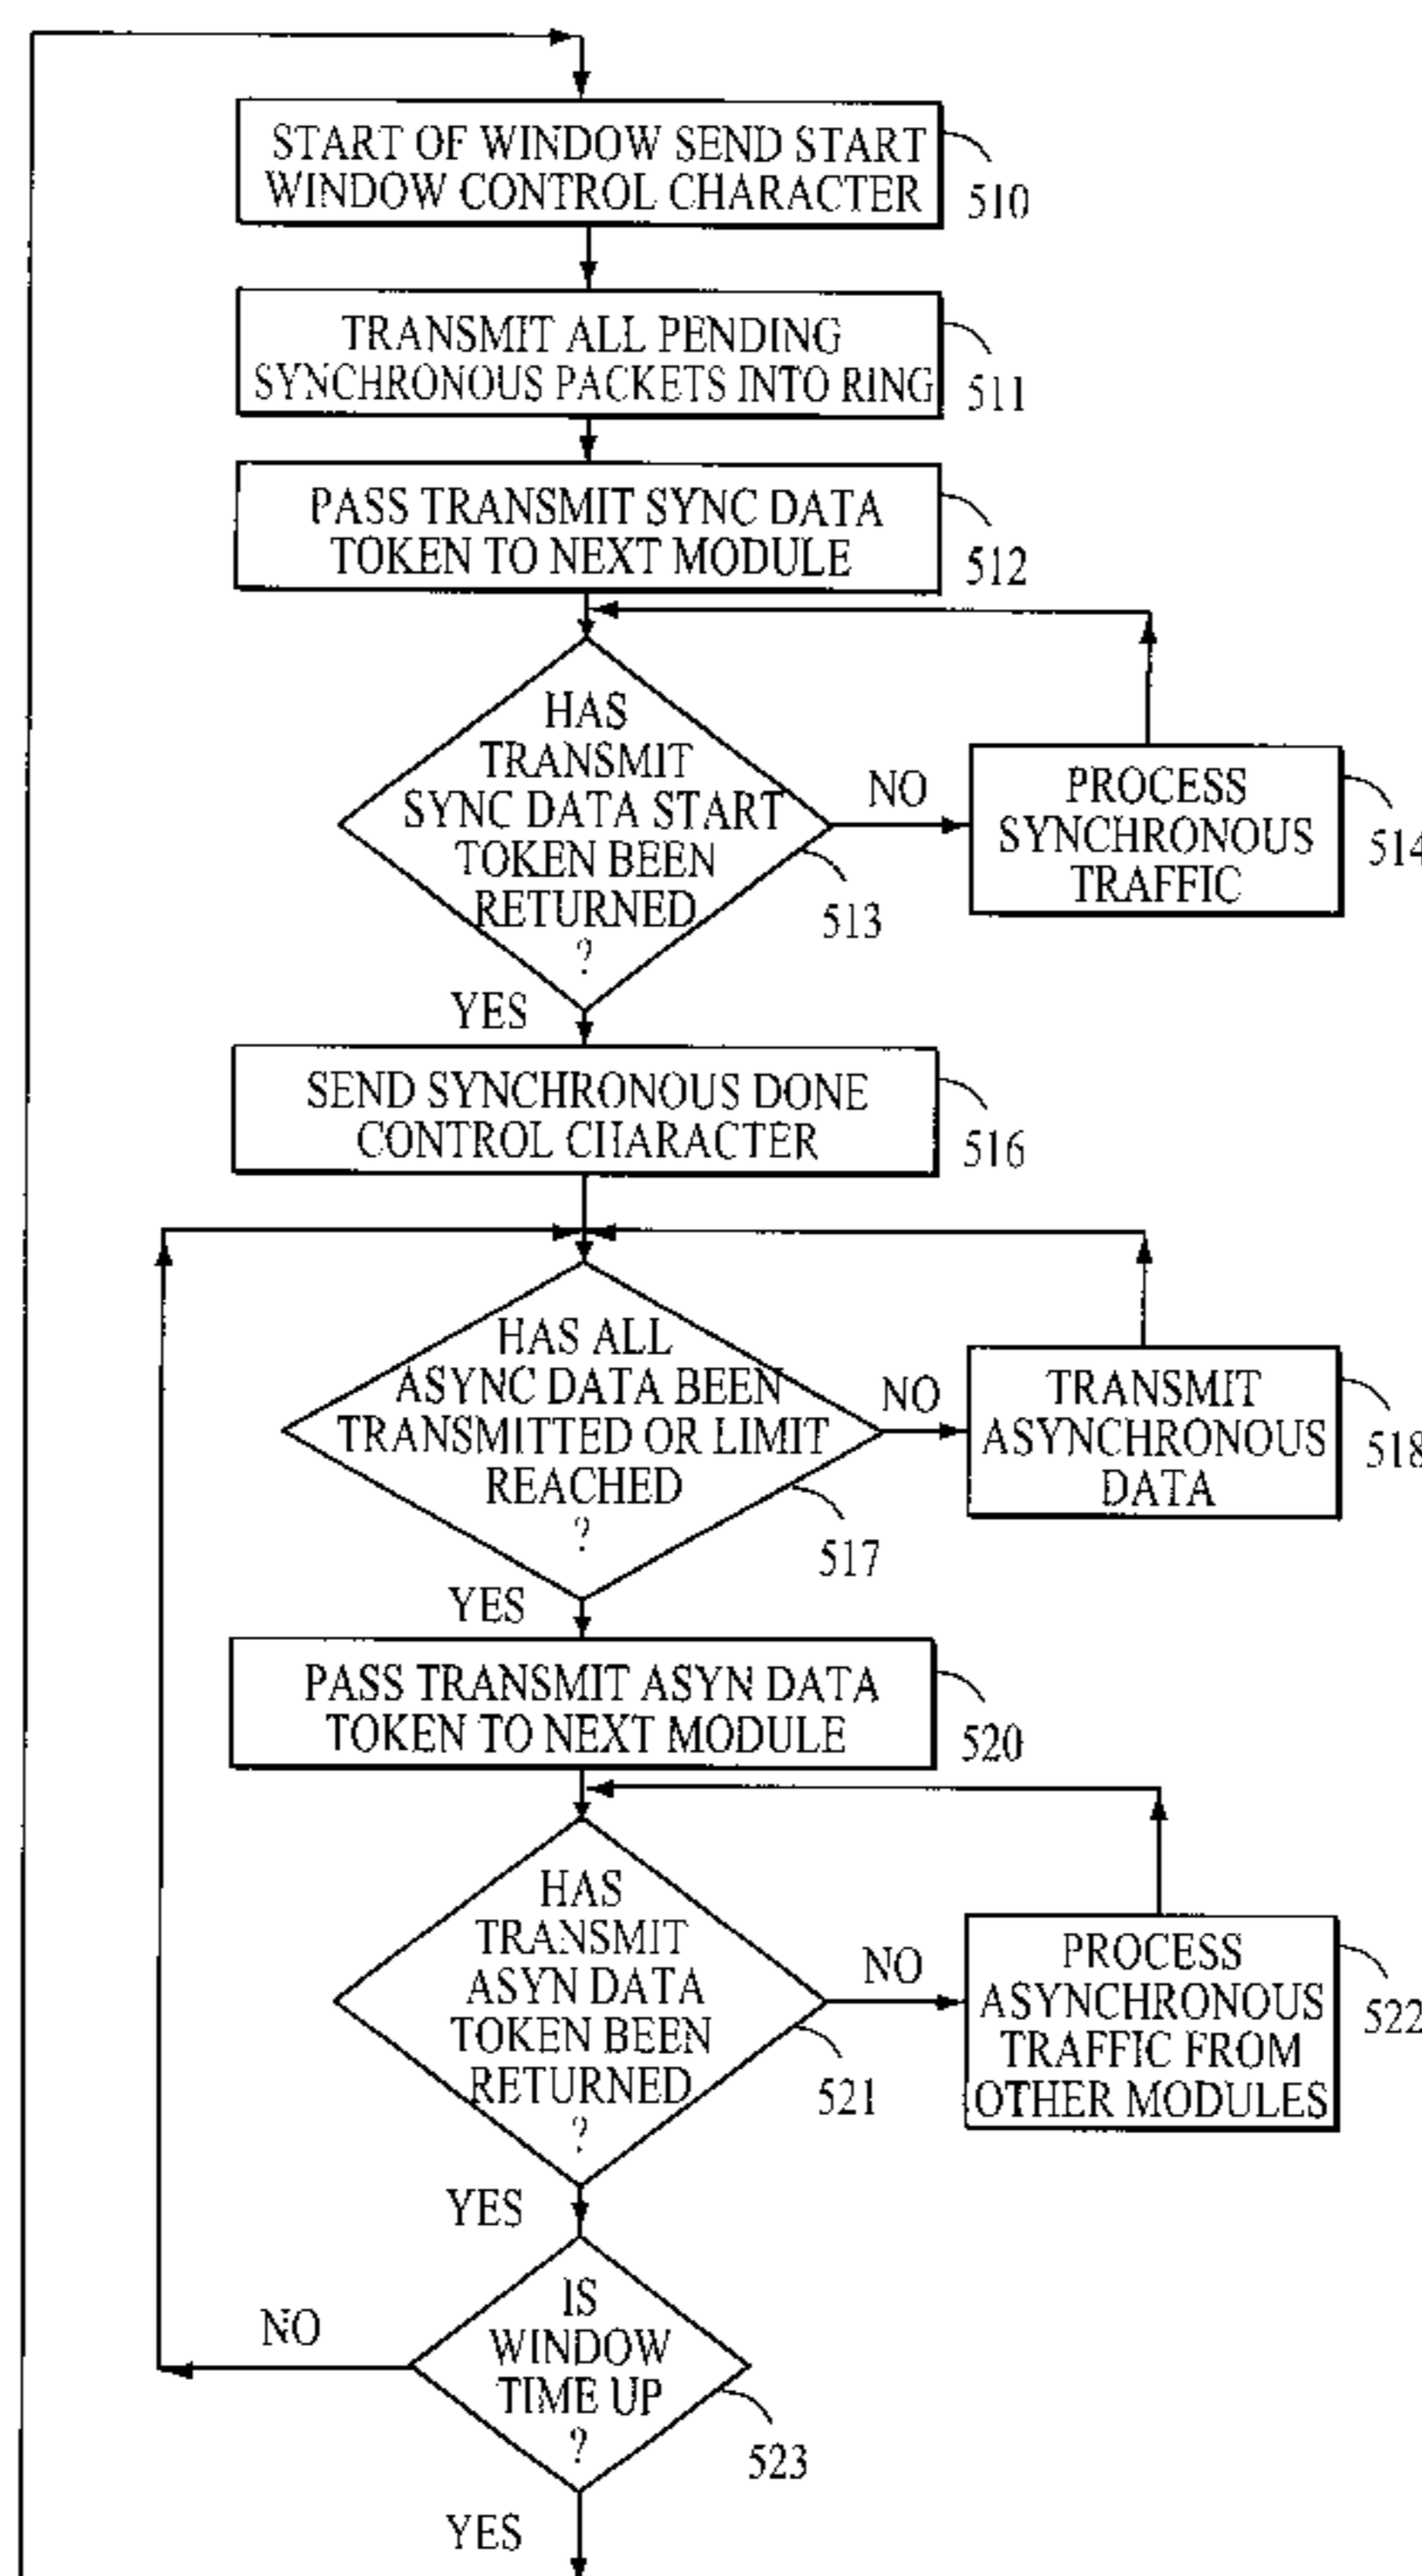 START OF WINDOW SEND START
WINDOW CONTROL CHARACTER
510
TRANSMIT ALL PENDING
SYNCHRONOUS PACKETS INTO RING
511
PASS TRANSMIT SYNC DATA
TOKEN TO NEXT MODULE
512
HAS
TRANSMIT
SYNC DATA START
TOKEN BEEN
RETURNED
?
513
NO
PROCESS
SYNCHRONOUS
TRAFFIC
514
YES
SEND SYNCHRONOUS DONE
CONTROL CHARACTER
516
HAS ALL
ASYNC DATA BEEN
TRANSMITTED OR LIMIT
REACHED
?
517
NO
TRANSMIT
ASYNCHRONOUS
DATA
518
YES
PASS TRANSMIT ASYN DATA
TOKEN TO NEXT MODULE
520
HAS
TRANSMIT
ASYN DATA
TOKEN BEEN
RETURNED
?
521
NO
PROCESS
ASYNCHRONOUS
TRAFFIC FROM
OTHER MODULES
522
YES
IS
WINDOW
TIME UP
?
523
NO
YES